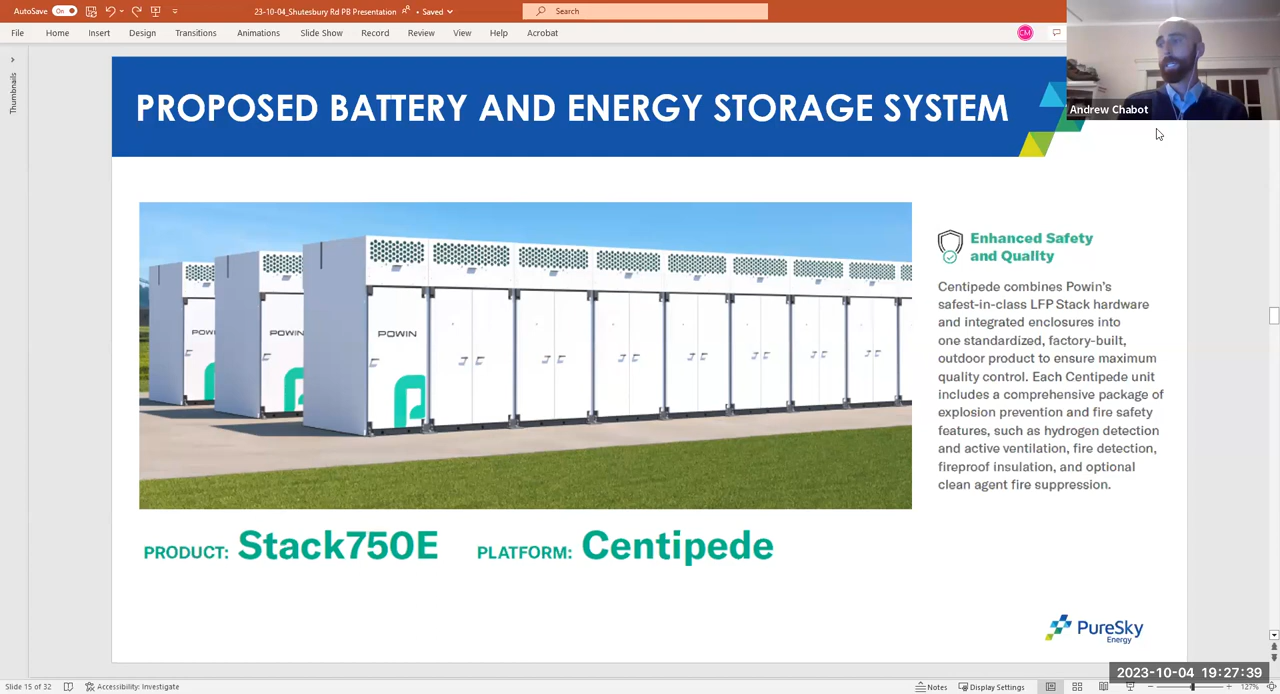 AutoSave On 23-10-04_Shutesbury Rd PB Presentation • Saved Search
File Home Insert Design Transitions Animations Slide Show Record Review View Help Acrobat CM
Thumbnails
PROPOSED BATTERY AND ENERGY STORAGE SYSTEM
Andrew Chabot
POWIN POWIN POWIN
Enhanced Safety
and Quality
Centipede combines Powin's
safest-in-class LFP Stack hardware
and integrated enclosures into
one standardized, factory-built,
outdoor product to ensure maximum
quality control. Each Centipede unit
includes a comprehensive package of
explosion prevention and fire safety
features, such as hydrogen detection
and active ventilation, fire detection,
fireproof insulation, and optional
clean agent fire suppression.
PRODUCT: Stack750E PLATFORM: Centipede
PureSky
Energy
2023-10-04 19:27:39
Slide 15 of 32 Accessibility: Investigate Notes Display Settings 127%